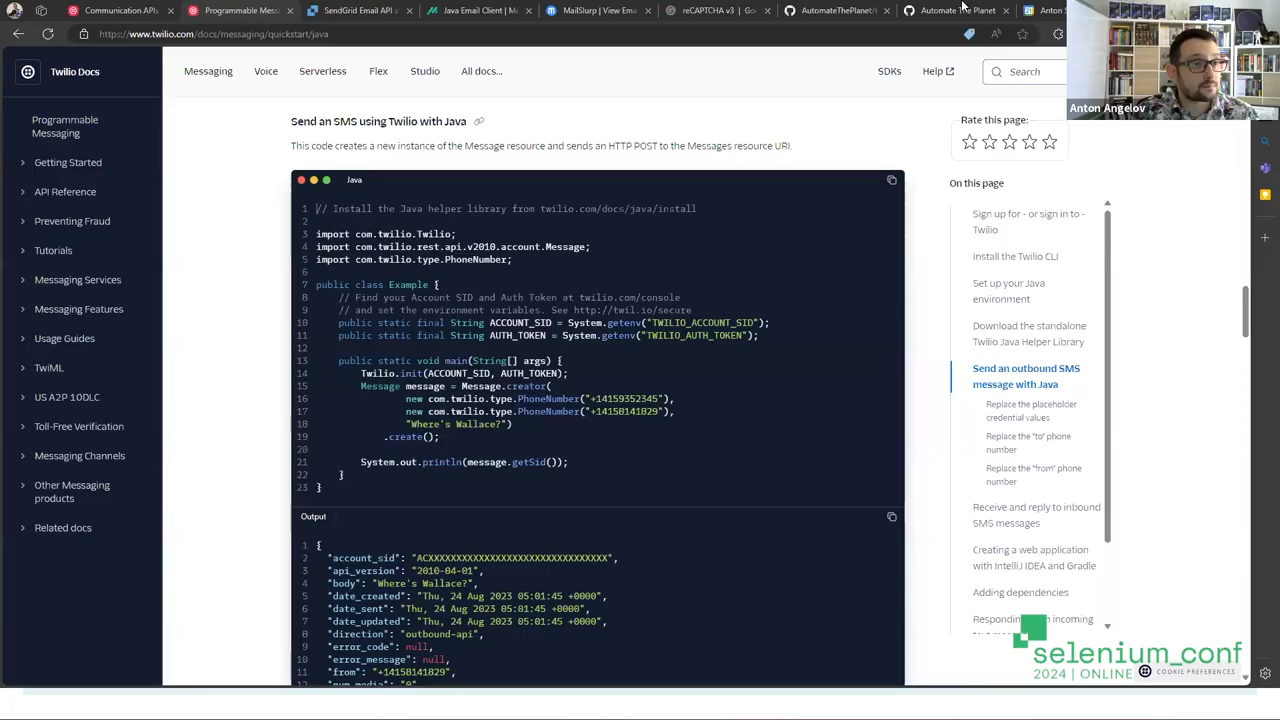 Communications APIs
Programmable Messa
SendGrid Email API
Java Email Client | M
MailSlurp | View Em
reCAPTCHA v3 | Goo
AutomateThePlanet/
Automate The Planet
Anton
https://www.twilio.com/docs/messaging/quickstart/java
Anton Angelov
Twilio Docs
Messaging
Voice
Serverless
Flex
Studio
All docs...
SDKs
Help
Search
Programmable
Messaging
Getting Started
API Reference
Preventing Fraud
Tutorials
Messaging Services
Messaging Features
Usage Guides
TwiML
US A2P 10DLC
Toll-Free Verification
Messaging Channels
Other Messaging
products
Related docs
Send an SMS using Twilio with Java
This code creates a new instance of the Message resource and sends an HTTP POST to the Messages resource URI.
Java
1 // Install the Java helper library from twilio.com/docs/java/install
2
3 import com.twilio.Twilio;
4 import com.twilio.rest.api.v2010.account.Message;
5 import com.twilio.type.PhoneNumber;
6
7 public class Example {
8 // Find your Account SID and Auth Token at twilio.com/console
9 // and set the environment variables. See http://twil.io/secure
10 public static final String ACCOUNT_SID = System.getenv("TWILIO_ACCOUNT_SID");
11 public static final String AUTH_TOKEN = System.getenv("TWILIO_AUTH_TOKEN");
12
13 public static void main(String[] args) {
14 Twilio.init(ACCOUNT_SID, AUTH_TOKEN);
15 Message message = Message.creator(
16 new com.twilio.type.PhoneNumber("+14159352345"),
17 new com.twilio.type.PhoneNumber("+14158141829"),
18 "Where's Wallace?")
19 .create();
20
21 System.out.println(message.getSid());
22 }
23 }
Output
1 {
2 "account_sid": "ACXXXXXXXXXXXXXXXXXXXXXXXXXXXXXXXX",
3 "api_version": "2010-04-01",
4 "body": "Where's Wallace?",
5 "date_created": "Thu, 24 Aug 2023 05:01:45 +0000",
6 "date_sent": "Thu, 24 Aug 2023 05:01:45 +0000",
7 "date_updated": "Thu, 24 Aug 2023 05:01:45 +0000",
8 "direction": "outbound-api",
9 "error_code": null,
10 "error_message": null,
11 "from": "+14158141829",
12 "num_media": "0",
Rate this page:
On this page
Sign up for - or sign in to -
Twilio
Install the Twilio CLI
Set up your Java
environment
Download the standalone
Twilio Java Helper Library
Send an outbound SMS
message with Java
Replace the placeholder
credential values
Replace the "to" phone
number
Replace the "from" phone
number
Receive and reply to inbound
SMS messages
Creating a web application
with IntelliJ IDEA and Gradle
Adding dependencies
Responding incoming
selenium_conf
2024 | ONLINE
COOKIE PREFERENCES